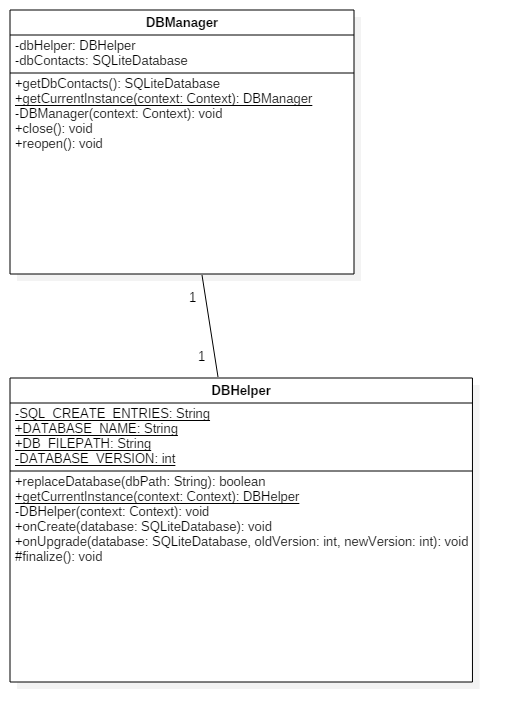 DBManager
-dbHelper: DBHelper
-dbContacts: SQLiteDatabase
+getDbContacts(): SQLiteDatabase
+getCurrentInstance(context: Context): DBManager
-DBManager(context: Context): void
+close(): void
+reopen(): void
1
1
DBHelper
-SQL_CREATE_ENTRIES: String
+DATABASE_NAME: String
+DB_FILEPATH: String
-DATABASE_VERSION: int
+replaceDatabase(dbPath: String): boolean
+getCurrentInstance(context: Context): DBHelper
-DBHelper(context: Context): void
+onCreate(database: SQLiteDatabase): void
+onUpgrade(database: SQLiteDatabase, oldVersion: int, newVersion: int): void
#finalize(): void